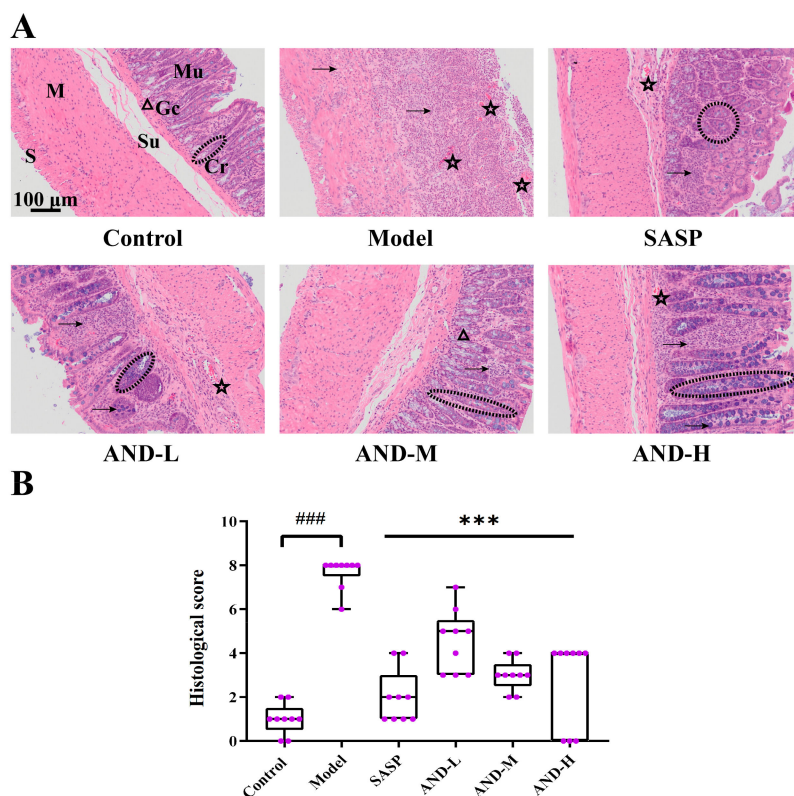 A
Mu
M
Gc
Su
S
Cr
100 µm
Control
Model
SASP
AND-L
AND-M
AND-H
B
###
***
10
8
6
4
2
0
Histological score
Control
Model
SASP
AND-L
AND-M
AND-H